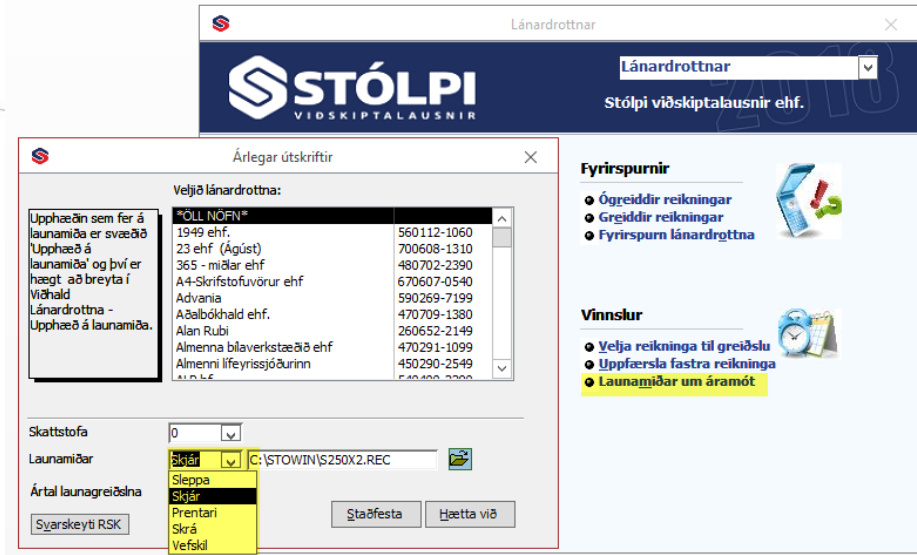 Lánardrottnar
STÓLPI
VIÐSKIPTALAUSNIR
Lánardrottnar
2018
Stólpi viðskiptalausnir ehf.
Árlegar útskriftir
Veljið lánardrottna:
Upphæðin sem fer á
launamiða er svæðið
'Upphæð á
launamiða' og því er
hægt að breyta í
Viðhald
Lánardrottna -
Upphæð á launamiða.
*ÖLL NÖFN*
1949 ehf. 560112-1060
23 ehf (Ágúst) 700608-1310
365 - miðlar ehf 480702-2390
A4-Skrifstofuvörur ehf 670607-0540
Advania 590269-7199
Aðalbókhald ehf. 470709-1380
Alan Rubi 260652-2149
Almenna bílaverkstæðið ehf 470291-1099
Almenni lífeyrissjóðurinn 450290-2549
Skattstofa 0
Launamiðar Skjár C:\STOWIN\S250X2.REC
Sleppa
Skjár
Prentari
Skrá
Vefskil
Ártal launagreiðslna
Svarskeyti RSK
Staðfesta Hætta við
Fyrirspurnir
Ógreiddir reikningar
Greiddir reikningar
Fyrirspurn lánardrottna
Vinnslur
Velja reikninga til greiðslu
Uppfærsla fastra reikninga
Launamiðar um áramót